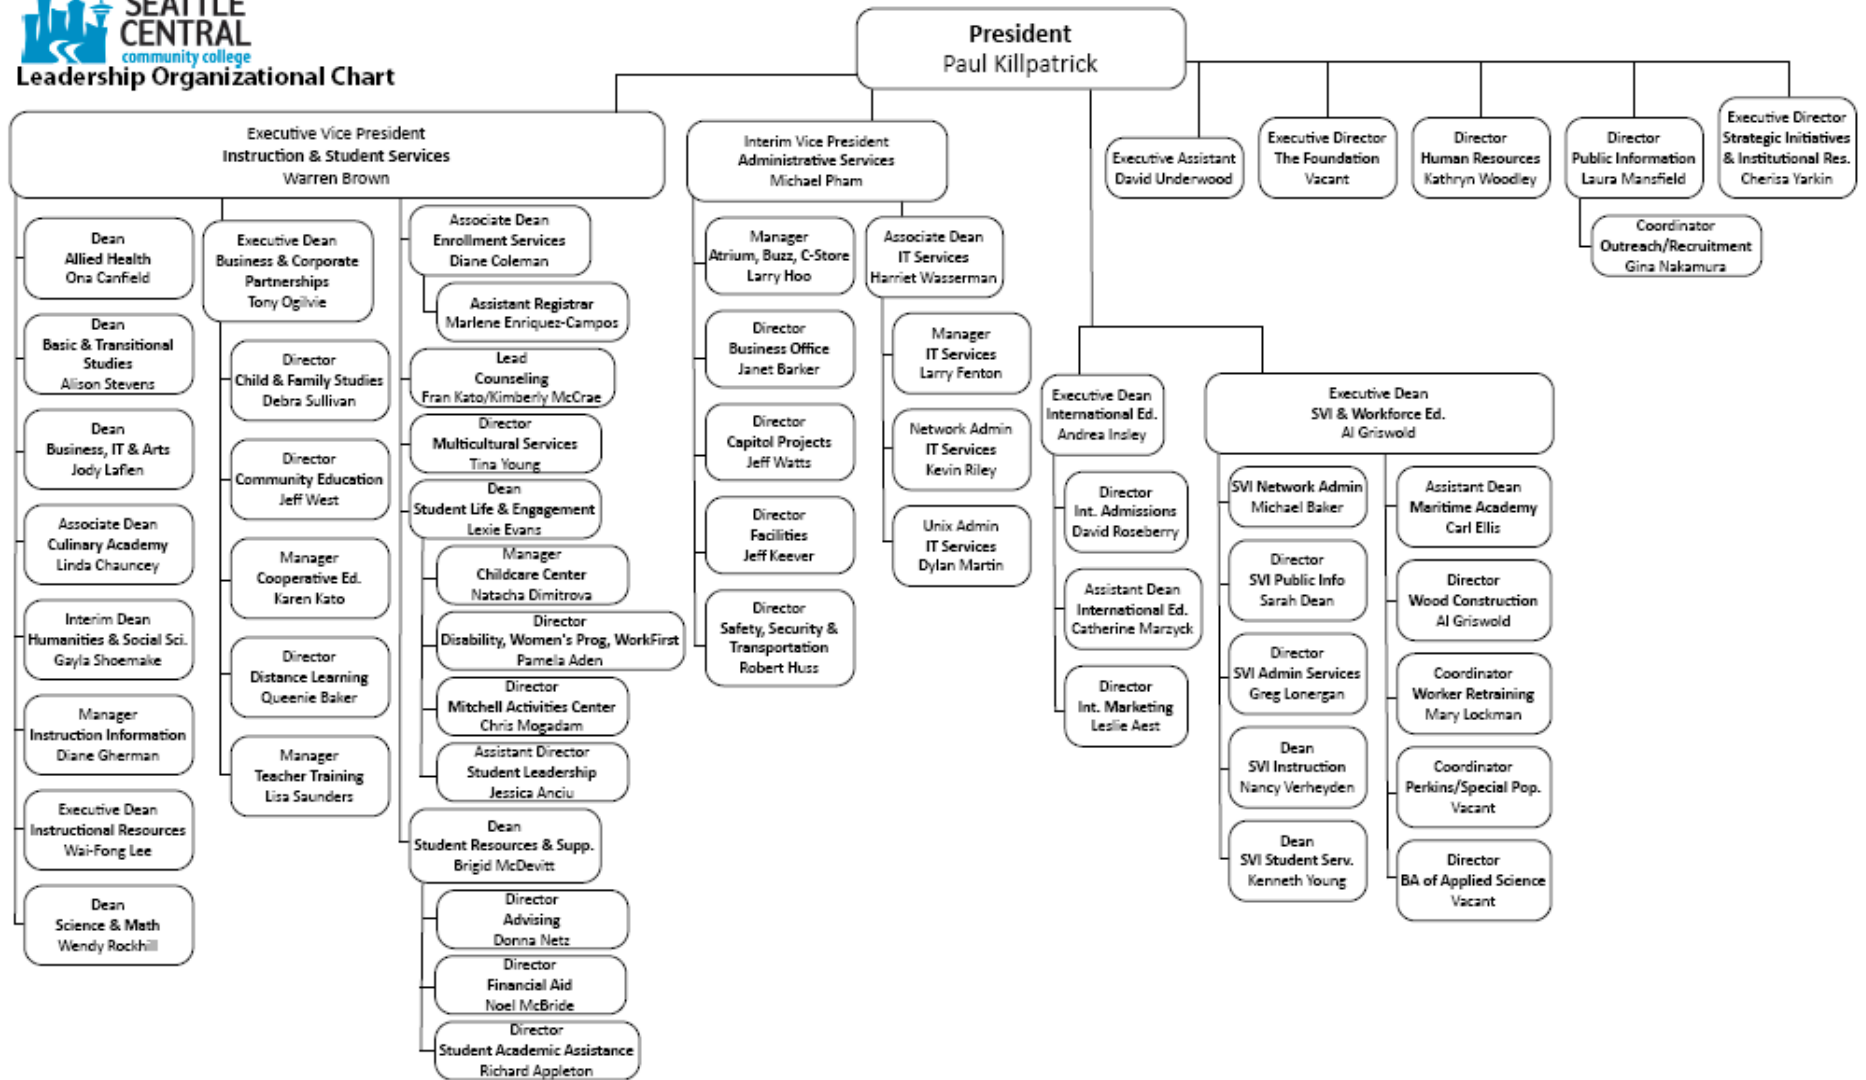 SEATTLE
CENTRAL
community college
Leadership Organizational Chart
President
Paul Killpatrick
Executive Vice President
Instruction & Student Services
Warren Brown
Dean
Allied Health
Ona Canfield
Dean
Basic & Transitional
Studies
Alison Stevens
Dean
Business, IT & Arts
Jody Laflen
Associate Dean
Culinary Academy
Linda Chauncey
Interim Dean
Humanities & Social Sci.
Gayla Shoemake
Manager
Instruction Information
Diane Gherman
Executive Dean
Instructional Resources
Wai-Fong Lee
Dean
Science & Math
Wendy Rockhill
Executive Dean
Business & Corporate
Partnerships
Tony Ogilvie
Director
Child & Family Studies
Debra Sullivan
Director
Community Education
Jeff West
Manager
Cooperative Ed.
Karen Kato
Director
Distance Learning
Queenie Baker
Manager
Teacher Training
Lisa Saunders
Associate Dean
Enrollment Services
Diane Coleman
Assistant Registrar
Marlene Enriquez-Campos
Lead
Counseling
Fran Kato/Kimberly McCrae
Director
Multicultural Services
Tina Young
Dean
Student Life & Engagement
Lexie Evans
Manager
Childcare Center
Natacha Dimitrova
Director
Disability, Women's Prog, WorkFirst
Pamela Aden
Director
Mitchell Activities Center
Chris Mogadam
Assistant Director
Student Leadership
Jessica Anciu
Dean
Student Resources & Supp.
Brigid McDevitt
Director
Advising
Donna Netz
Director
Financial Aid
Noel McBride
Director
Student Academic Assistance
Richard Appleton
Interim Vice President
Administrative Services
Michael Pham
Manager
Atrium, Buzz, C-Store
Larry Hoo
Director
Business Office
Janet Barker
Director
Capitol Projects
Jeff Watts
Director
Facilities
Jeff Keever
Director
Safety, Security &
Transportation
Robert Huss
Associate Dean
IT Services
Harriet Wasserman
Manager
IT Services
Larry Fenton
Network Admin
IT Services
Kevin Riley
Unix Admin
IT Services
Dylan Martin
Executive Dean
International Ed.
Andrea Insley
Director
Int. Admissions
David Roseberry
Assistant Dean
International Ed.
Catherine Marzyck
Director
Int. Marketing
Leslie Aest
Executive Dean
SVI & Workforce Ed.
Al Griswold
SVI Network Admin
Michael Baker
Director
SVI Public Info
Sarah Dean
Director
SVI Admin Services
Greg Lonergan
Dean
SVI Instruction
Nancy Verheyden
Dean
SVI Student Serv.
Kenneth Young
Assistant Dean
Maritime Academy
Carl Ellis
Director
Wood Construction
Al Griswold
Coordinator
Worker Retraining
Mary Lockman
Coordinator
Perkins/Special Pop.
Vacant
Director
BA of Applied Science
Vacant
Executive Assistant
David Underwood
Executive Director
The Foundation
Vacant
Director
Human Resources
Kathryn Woodley
Director
Public Information
Laura Mansfield
Coordinator
Outreach/Recruitment
Gina Nakamura
Executive Director
Strategic Initiatives
& Institutional Res.
Cherisa Yarkin